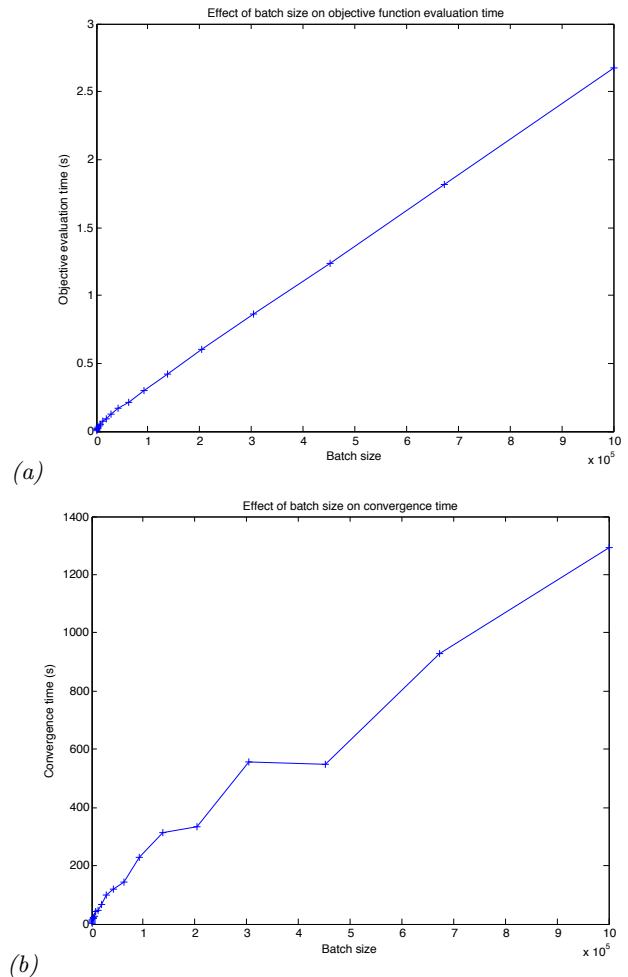 Effect of batch size on objective function evaluation time
3
2.5
2
1.5
1
0.5
0
Objective evaluation time (s)
0 1 2 3 4 5 6 7 8 9 10
Batch size
x 10^5
(a)
Effect of batch size on convergence time
1400
1200
1000
800
600
400
200
0
Convergence time (s)
0 1 2 3 4 5 6 7 8 9 10
Batch size
x 10^5
(b)